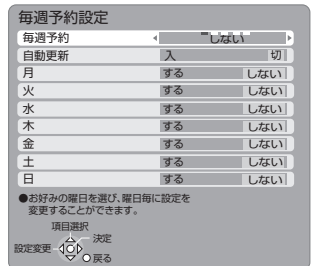 毎週予約設定
毎週予約 しない
自動更新 入 切
月 する しない
火 する しない
水 する しない
木 する しない
金 する しない
土 する しない
日 する しない
●お好みの曜日を選び、曜日毎に設定を
変更することができます。
項目選択
決定
設定変更
戻る